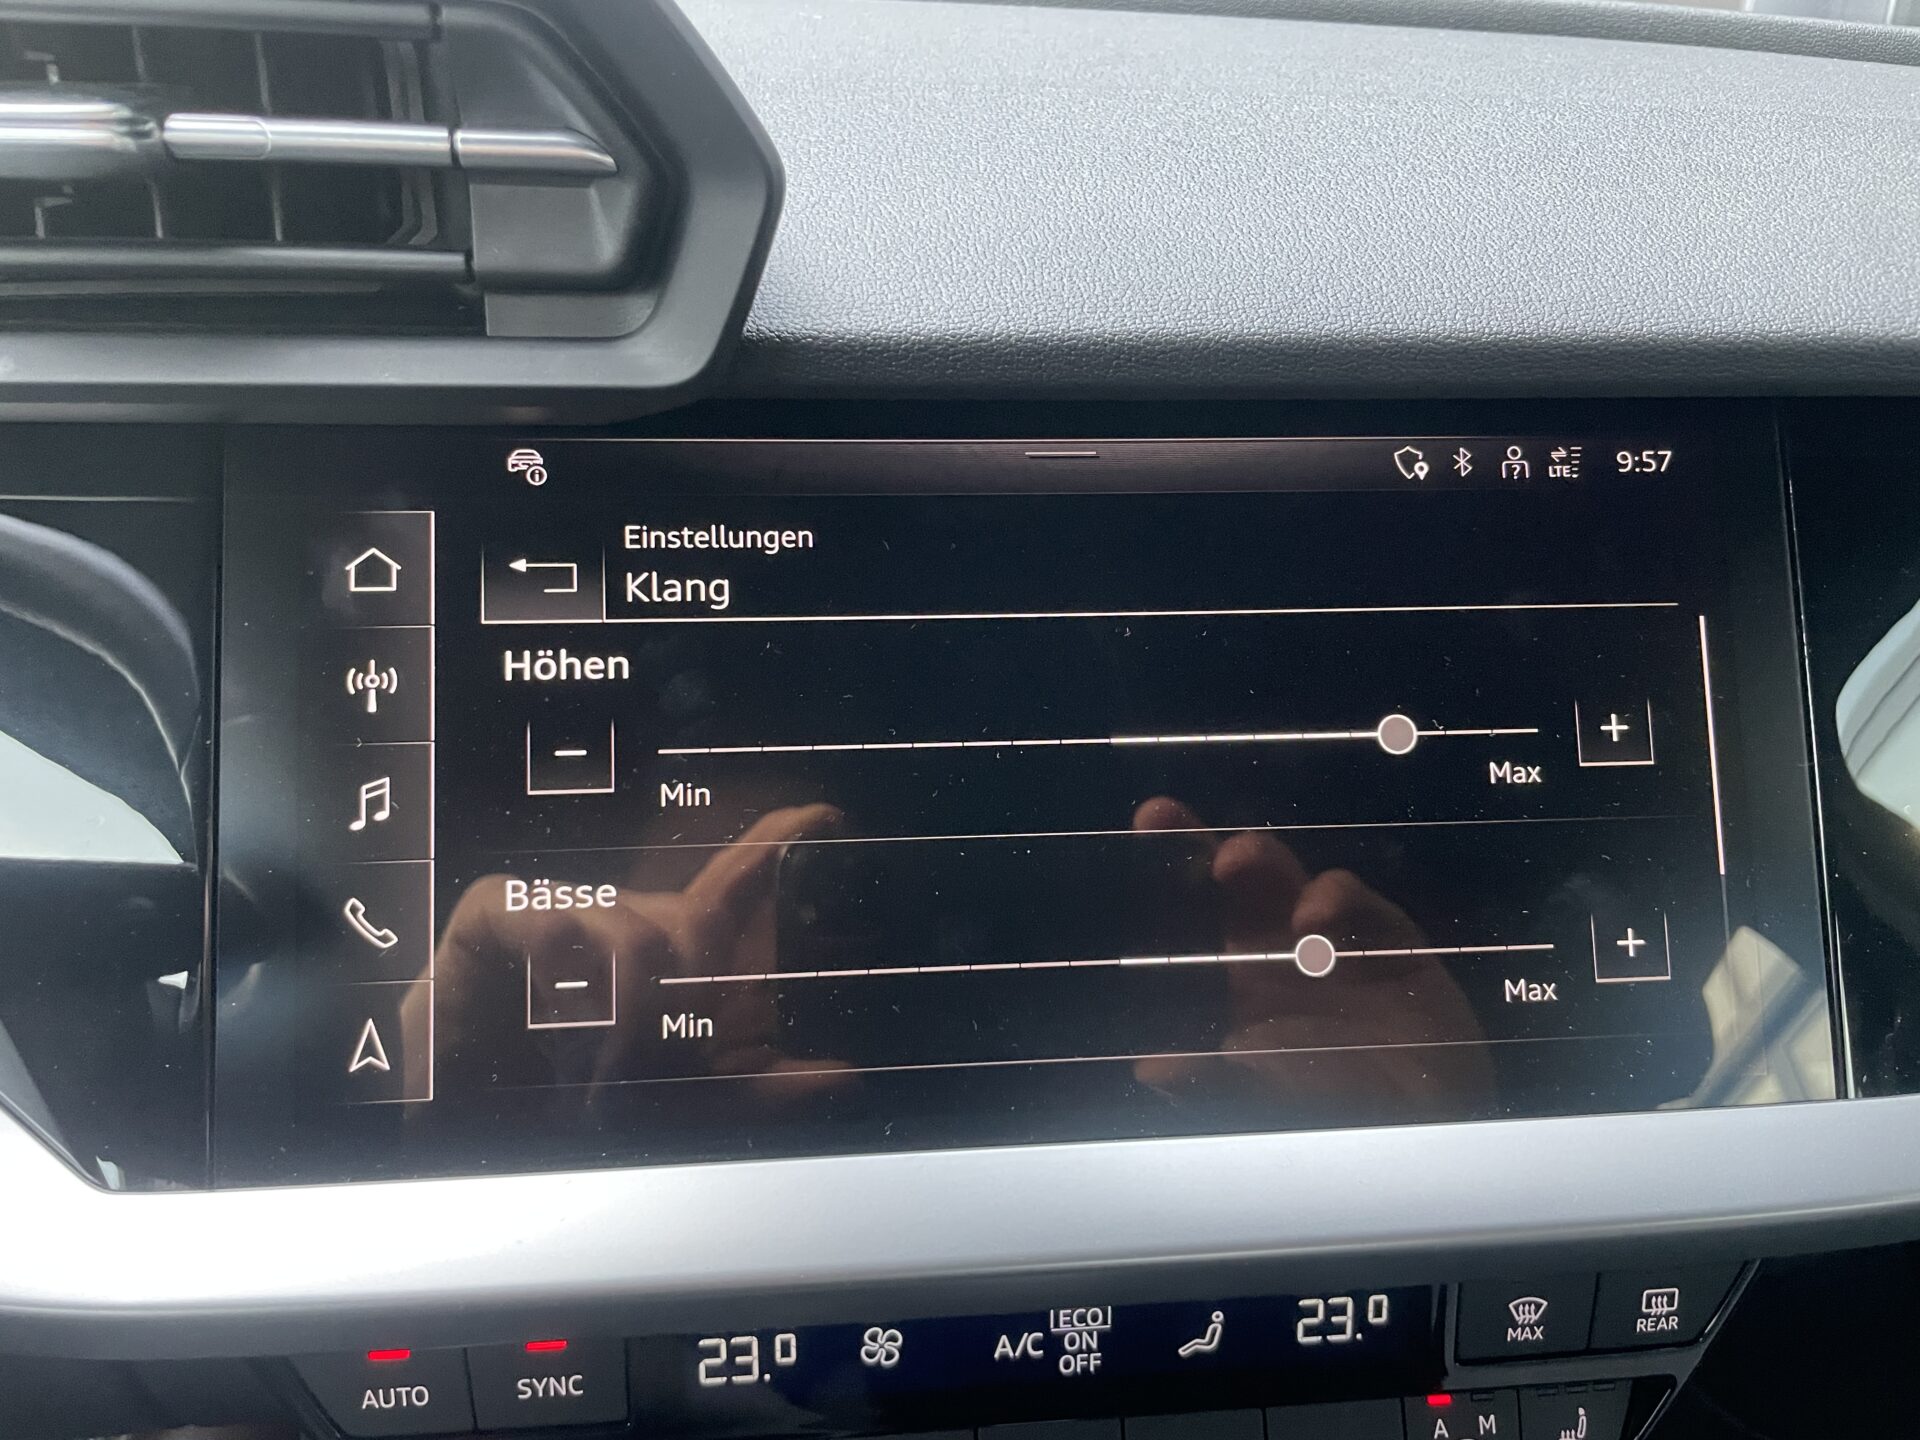 LTE
9:57
Einstellungen
Klang
Höhen
Min
Max
Bässe
Min
Max
AUTO
SYNC
23.0
A/C
ECO
ON
OFF
23.0
MAX
REAR
A M